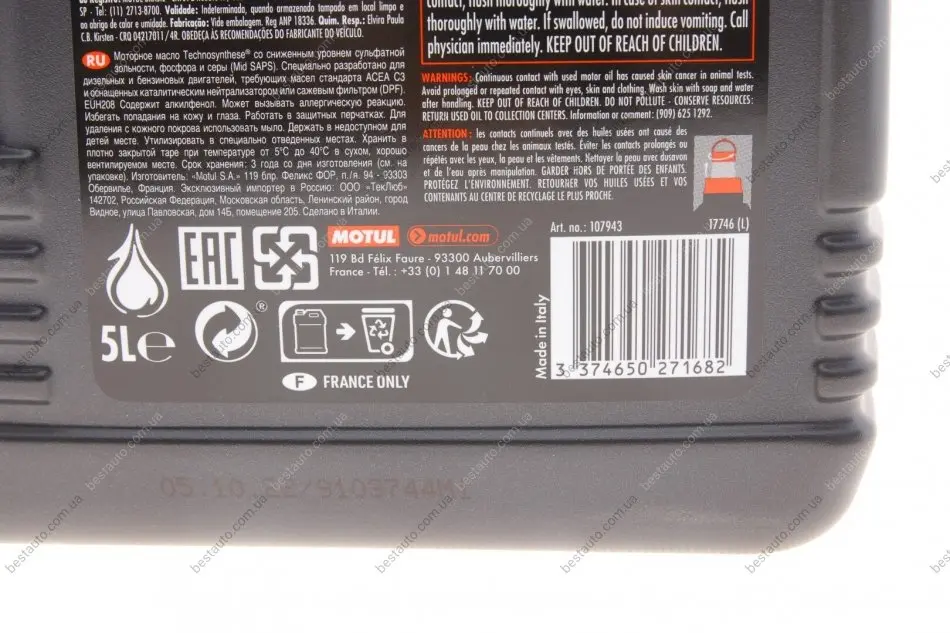 SP - Tel.: (11) 2713-8700. Validade: Indeterminada, quando armazenado tampado em local limpo e
ao abrigo de calor e umidade. Fabricação: Vide embalagem. Reg ANP 18336. Quim. Resp.: Elvira Paula
C.B. Kirsten - CRQ 04217011/4R. OBEDEÇA ÀS RECOMENDAÇÕES DO FABRICANTE DO VEÍCULO.
RU Моторное масло Technosynthese® со сниженным уровнем сульфатной
зольности, фосфора и серы (Mid SAPS). Специально разработано для
дизельных и бензиновых двигателей, требующих масел стандарта ACEA C3
и оснащенных каталитическим нейтрализатором или сажевым фильтром (DPF).
EUH208 Содержит алкилфенол. Может вызывать аллергическую реакцию.
Избегать попадания на кожу и глаза. Работать в защитных перчатках. Для
удаления с кожного покрова использовать мыло. Держать в недоступном для
детей месте. Утилизировать в специально отведенных местах. Хранить в
плотно закрытой таре при температуре от 5°C до 40°C в сухом, хорошо
вентилируемом месте. Срок хранения: 3 года со дня изготовления (см. на
упаковке). Изготовитель: «Motul S.A.» 119 блр. Феликс ФОР, п./я. 94 - 93303
Обервилье, Франция. Эксклюзивный импортер в Россию: ООО «ТекЛюб»
142702, Российская Федерация, Московская область, Ленинский район, город
Видное, улица Павловская, дом 14Б, помещение 205. Сделано в Италии.
contact, flush thoroughly with water. In case of skin contact, flush
thoroughly with water. If swallowed, do not induce vomiting. Call
physician immediately. KEEP OUT OF REACH OF CHILDREN.
WARNINGS: Continuous contact with used motor oil has caused skin cancer in animal tests.
Avoid prolonged or repeated contact with eyes, skin and clothing. Wash skin with soap and water
after handling. KEEP OUT OF REACH OF CHILDREN. DO NOT POLLUTE - CONSERVE RESOURCES:
RETURN USED OIL TO COLLECTION CENTERS. Information or comment: (909) 625 1292.
ATTENTION : les contacts continuels avec des huiles usées ont causé des
cancers de la peau chez les animaux testés. Éviter les contacts prolongés ou
répétés avec les yeux, la peau et les vêtements. Nettoyer la peau avec du savon
et de l'eau après manipulation. GARDER HORS DE PORTÉE DES ENFANTS.
PROTÉGEZ L'ENVIRONNEMENT. RETOURNER VOS HUILES USÉES ET VOS
CONTENANTS AU CENTRE DE RECYCLAGE LE PLUS PROCHE.
EAC
MOTUL motul.com
119 Bd Félix Faure - 93300 Aubervilliers
France - Tél. : +33 (0) 1 48 11 70 00
5L e
®
F FRANCE ONLY
Art. no.: 107943 17746 (L)
Made in Italy
3 374650 271682
bestauto.com.ua